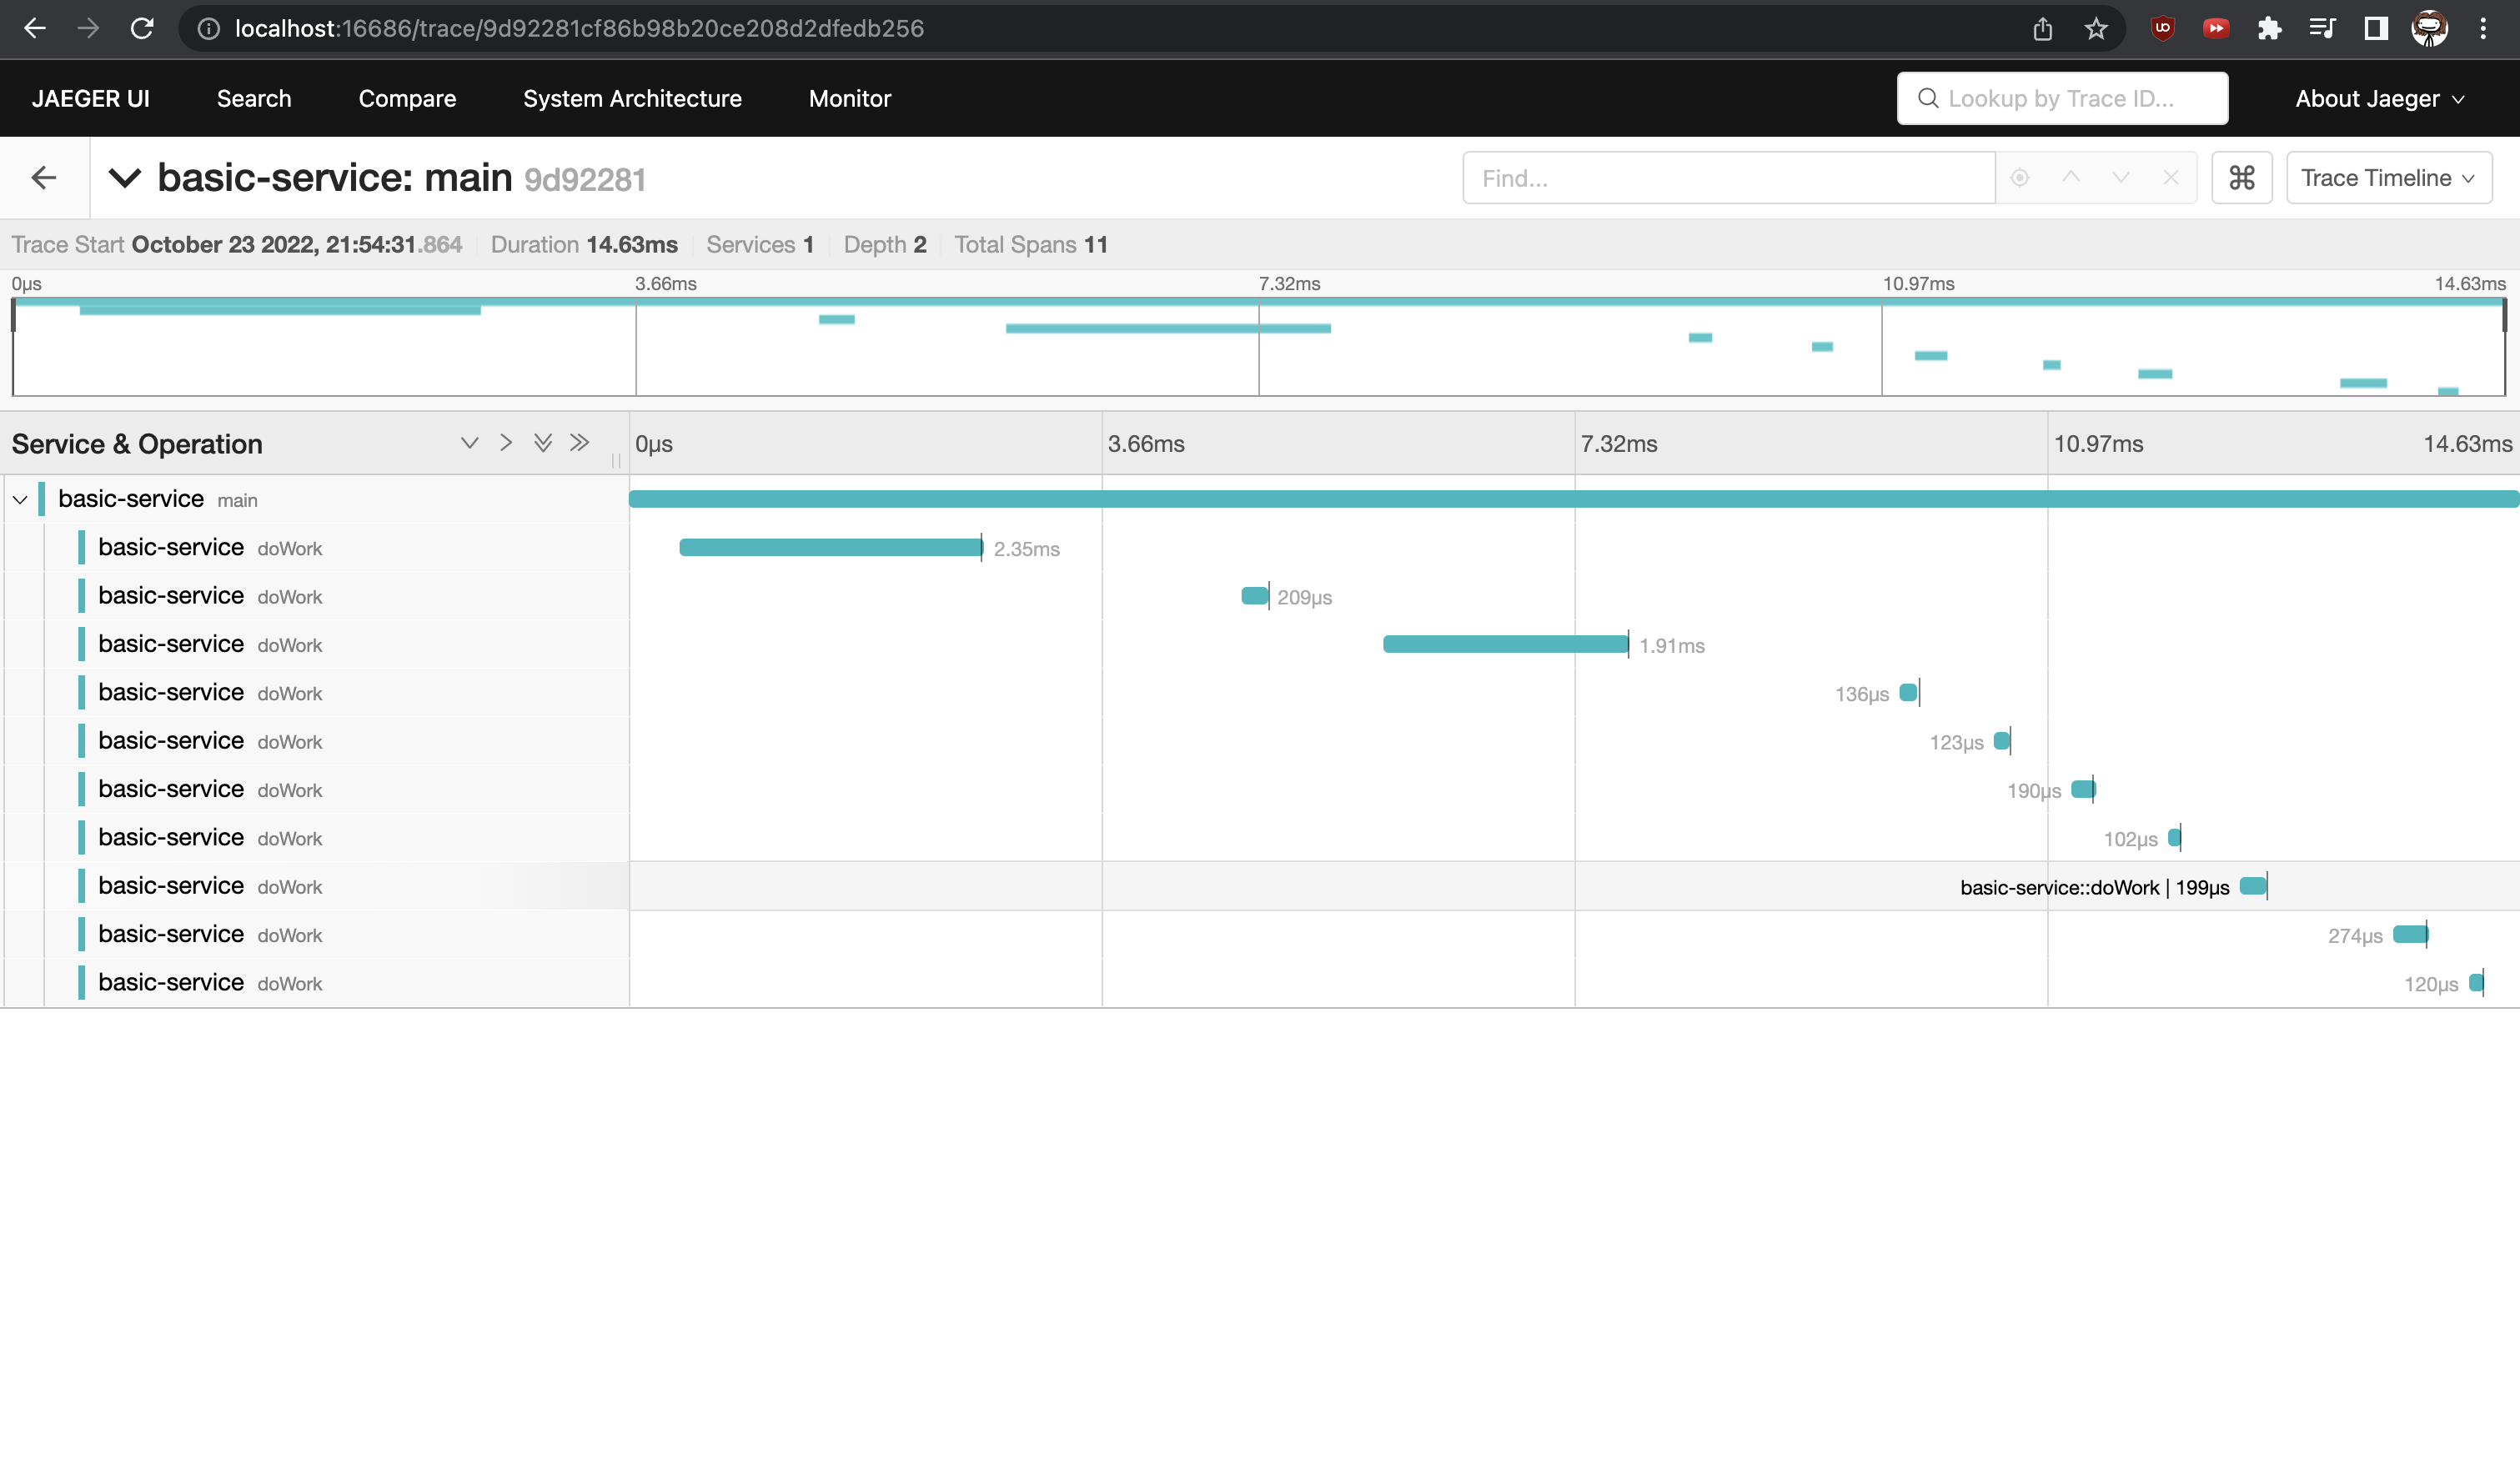 localhost:16686/trace/9d92281cf86b98b20ce208d2dfedb256
JAEGER UI Search Compare System Architecture Monitor Lookup by Trace ID... About Jaeger
basic-service: main 9d92281 Find... ⌘ Trace Timeline
Trace Start October 23 2022, 21:54:31.864 Duration 14.63ms Services 1 Depth 2 Total Spans 11
0μs 3.66ms 7.32ms 10.97ms 14.63ms
Service & Operation 0μs 3.66ms 7.32ms 10.97ms 14.63ms
basic-service main
basic-service doWork 2.35ms
basic-service doWork 209μs
basic-service doWork 1.91ms
basic-service doWork 136μs
basic-service doWork 123μs
basic-service doWork 190μs
basic-service doWork 102μs
basic-service doWork basic-service::doWork | 199μs
basic-service doWork 274μs
basic-service doWork 120μs